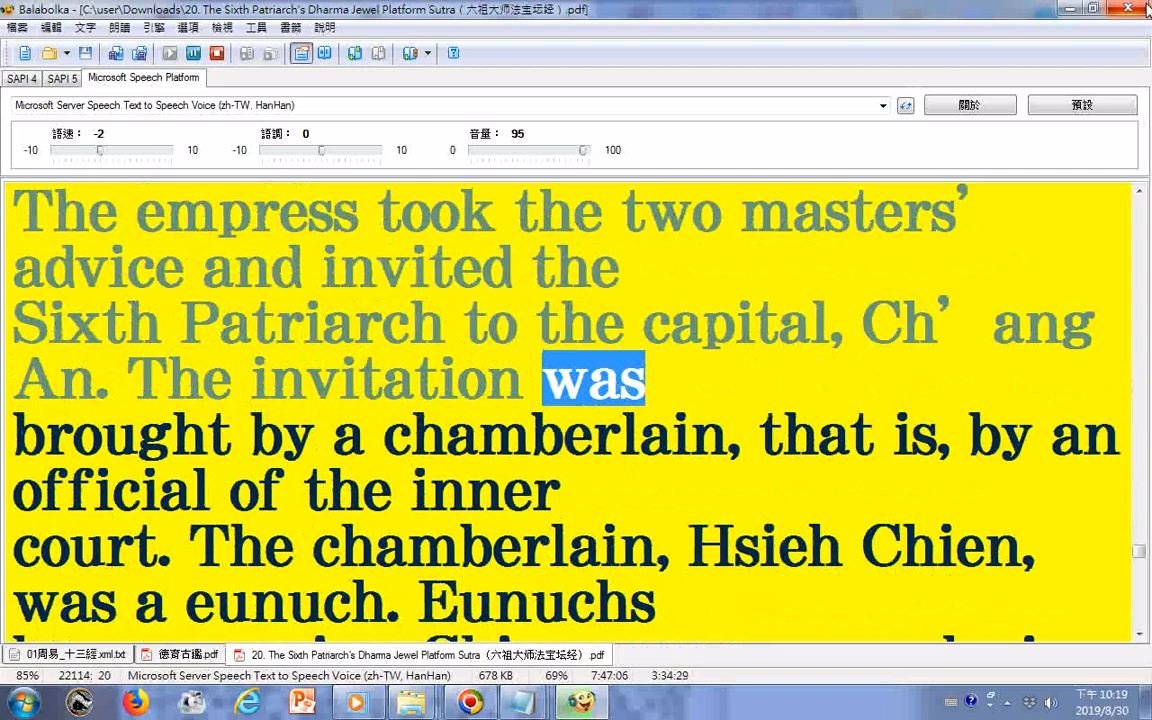 Balabolka - [C:\user\Downloads\20. The Sixth Patriarch's Dharma Jewel Platform Sutra（六祖大师法宝坛经）.pdf]
檔案 編輯 文字 朗讀 引擎 選項 檢視 工具 書籤 說明
SAPI 4 SAPI 5 Microsoft Speech Platform
Microsoft Server Speech Text to Speech Voice (zh-TW, HanHan) 關於 預設
語速： -2 語調： 0 音量： 95
-10 10 -10 10 0 100
The empress took the two masters’
advice and invited the
Sixth Patriarch to the capital, Ch’ang
An. The invitation was
brought by a chamberlain, that is, by an
official of the inner
court. The chamberlain, Hsieh Chien,
was a eunuch. Eunuchs
01周易_十三經.xml.txt 德育古鑑.pdf 20. The Sixth Patriarch's Dharma Jewel Platform Sutra（六祖大师法宝坛经）.pdf
85% 22114: 20 Microsoft Server Speech Text to Speech Voice (zh-TW, HanHan) 678 KB 69% 7:47:06 3:34:29
下午 10:19
2019/8/30